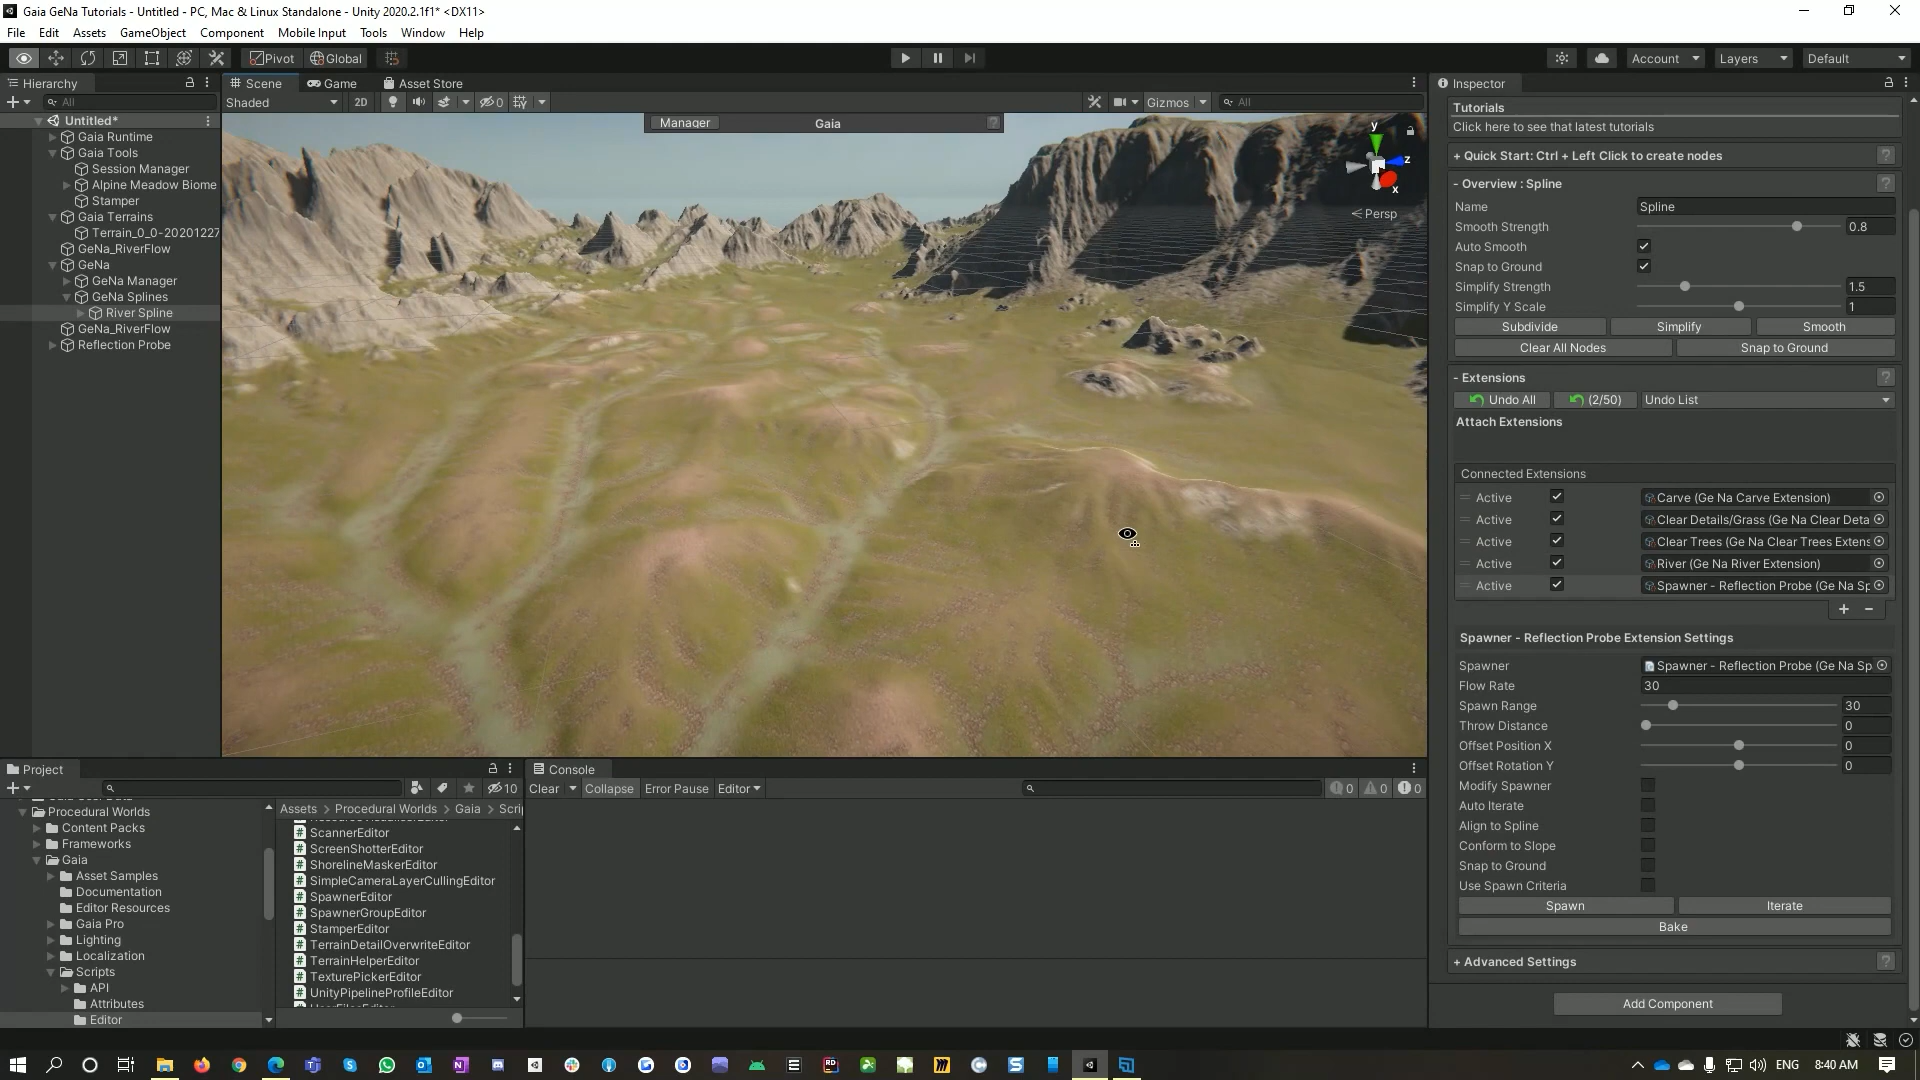 Gaia GeNa Tutorials - Untitled - PC, Mac & Linux Standalone - Unity 2020.2.1f1* <DX11>
File Edit Assets GameObject Component Mobile Input Tools Window Help
Pivot Global Account Layers Default
Hierarchy
All
Untitled*
Gaia Runtime
Gaia Tools
Session Manager
Alpine Meadow Biome
Stamper
Gaia Terrains
Terrain_0_0-20201227
GeNa_RiverFlow
GeNa
GeNa Manager
GeNa Splines
River Spline
GeNa_RiverFlow
Reflection Probe
Scene Game Asset Store
Shaded 2D 0 Gizmos All
Manager Gaia
y
z
x
Persp
Inspector
Tutorials
Click here to see that latest tutorials
+ Quick Start: Ctrl + Left Click to create nodes ?
- Overview : Spline ?
Name Spline
Smooth Strength 0.8
Auto Smooth
Snap to Ground
Simplify Strength 1.5
Simplify Y Scale 1
Subdivide Simplify Smooth
Clear All Nodes Snap to Ground
- Extensions ?
Undo All (2/50) Undo List
Attach Extensions
Connected Extensions
Active Carve (Ge Na Carve Extension)
Active Clear Details/Grass (Ge Na Clear Deta
Active Clear Trees (Ge Na Clear Trees Extens
Active River (Ge Na River Extension)
Active Spawner - Reflection Probe (Ge Na Sp
+ -
Spawner - Reflection Probe Extension Settings
Spawner Spawner - Reflection Probe (Ge Na Sp
Flow Rate 30
Spawn Range 30
Throw Distance 0
Offset Position X 0
Offset Rotation Y 0
Modify Spawner
Auto Iterate
Align to Spline
Conform to Slope
Snap to Ground
Use Spawn Criteria
Spawn Iterate
Bake
+ Advanced Settings ?
Add Component
Project
10
Procedural Worlds
Content Packs
Frameworks
Gaia
Asset Samples
Documentation
Editor Resources
Gaia Pro
Lighting
Localization
Scripts
API
Attributes
Editor
Assets > Procedural Worlds > Gaia > Scri
ScannerEditor
ScreenShotterEditor
ShorelineMaskerEditor
SimpleCameraLayerCullingEditor
SpawnerEditor
SpawnerGroupEditor
StamperEditor
TerrainDetailOverwriteEditor
TerrainHelperEditor
TexturePickerEditor
UnityPipelineProfileEditor
Console
Clear Collapse Error Pause Editor 0 0 0
ENG 8:40 AM